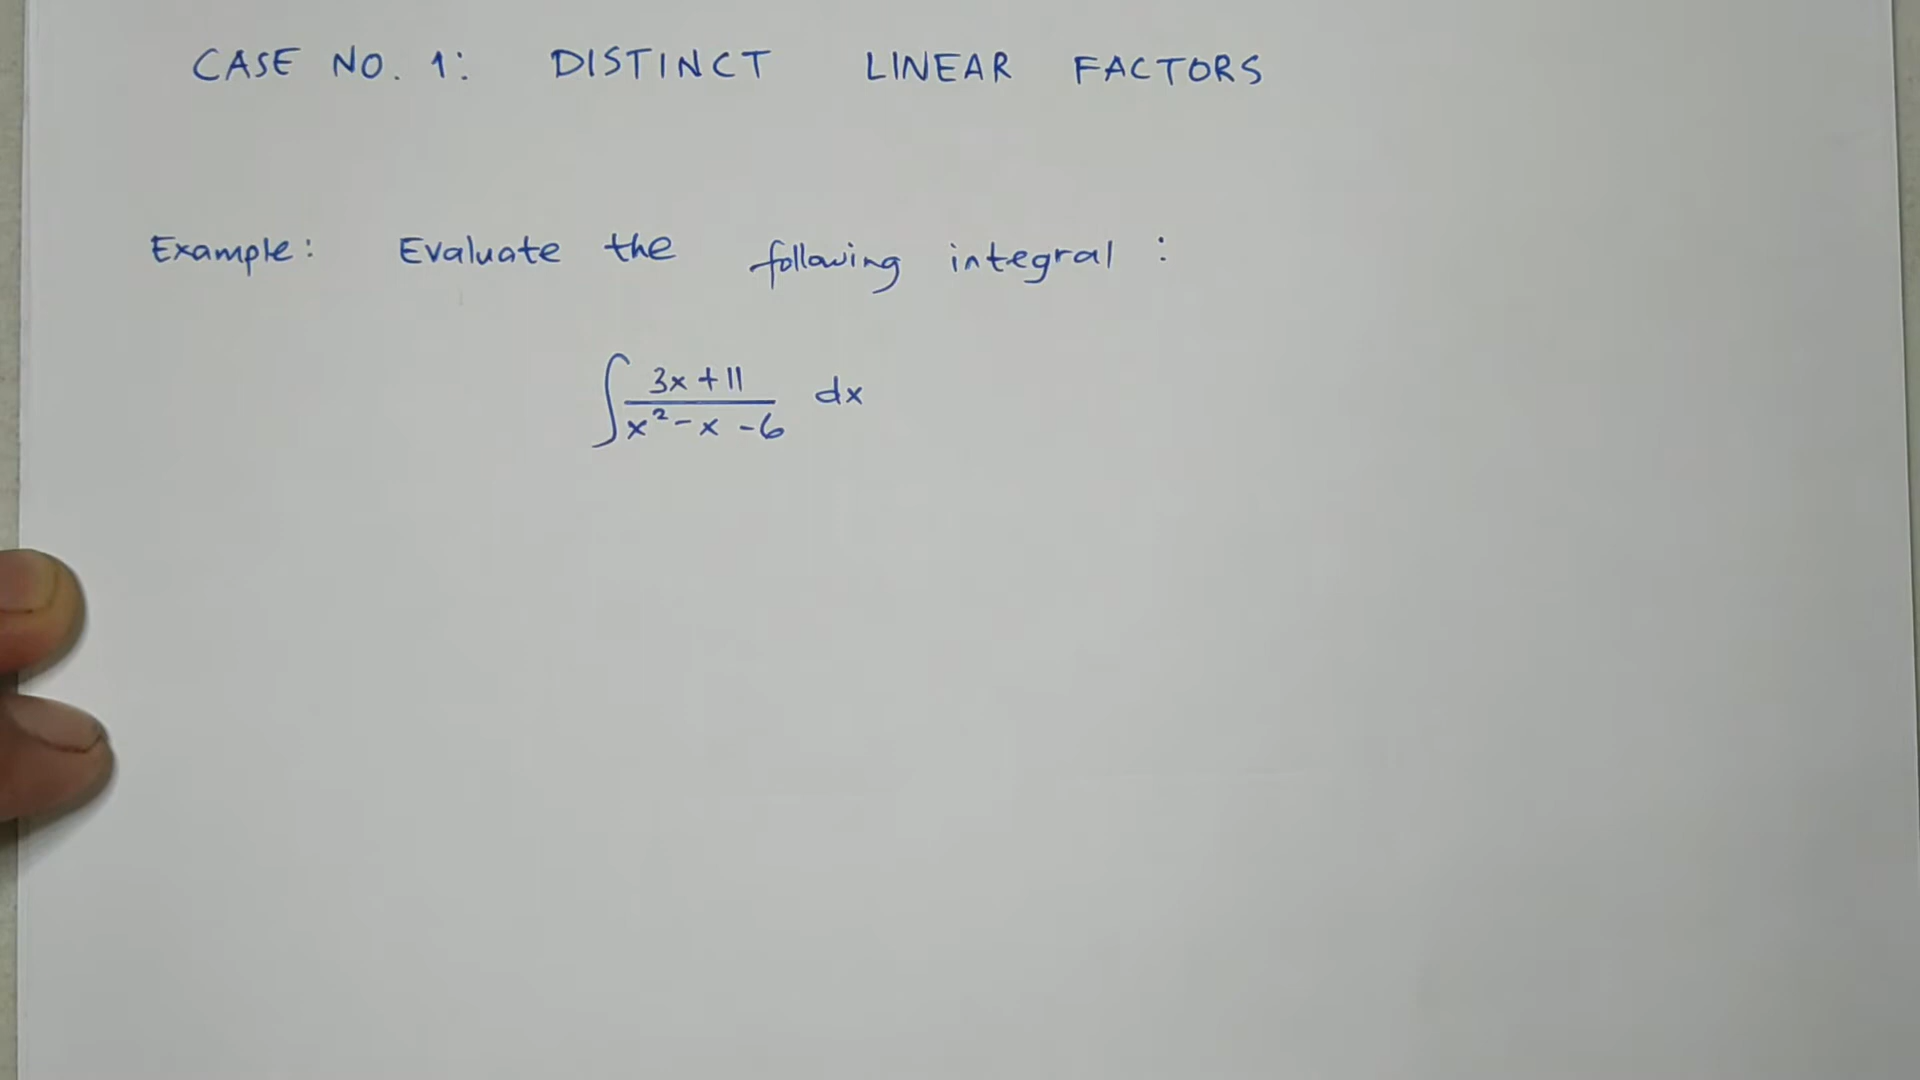 CASE NO. 1: DISTINCT LINEAR FACTORS
Example: Evaluate the following integral :
∫ (3x + 11)/(x² - x - 6) dx